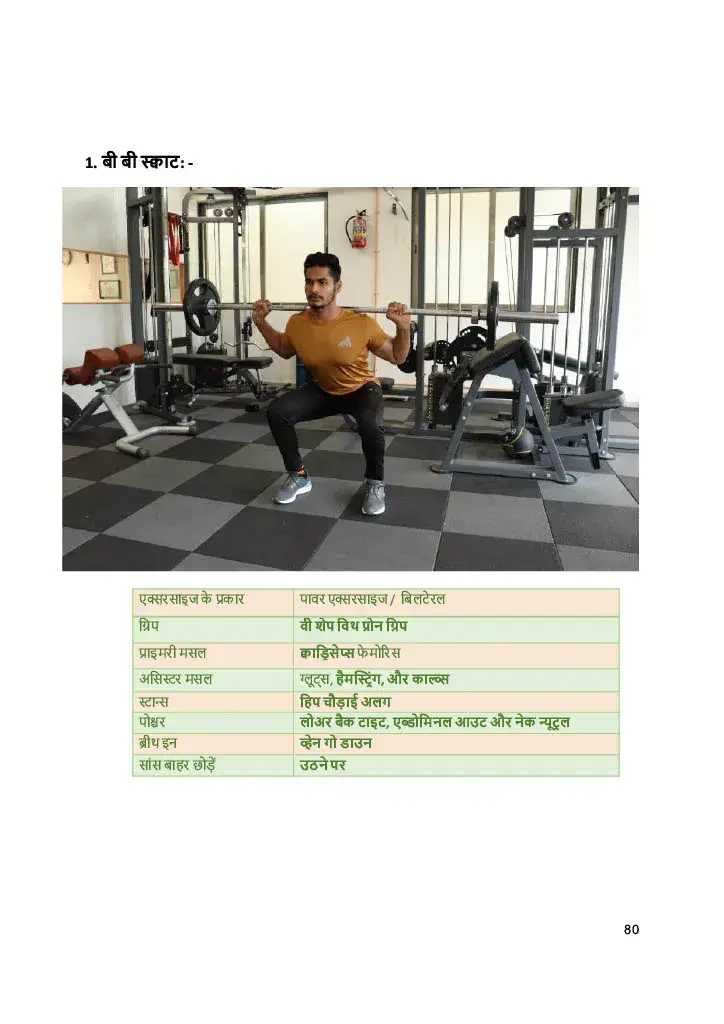 1. बी बी स्क्वाट: -
एक्सरसाइज के प्रकार पावर एक्सरसाइज / बिलटेरल
ग्रिप वी शेप विथ प्रोन ग्रिप
प्राइमरी मसल क्वाड्रिसेप्स फेमोरिस
असिस्टर मसल ग्लूट्स, हैमस्ट्रिंग, और काल्व्स
स्टान्स हिप चौड़ाई अलग
पोश्चर लोअर बैक टाइट, एब्डोमिनल आउट और नेक न्यूट्रल
ब्रीथ इन व्हेन गो डाउन
सांस बाहर छोड़ें उठने पर
80